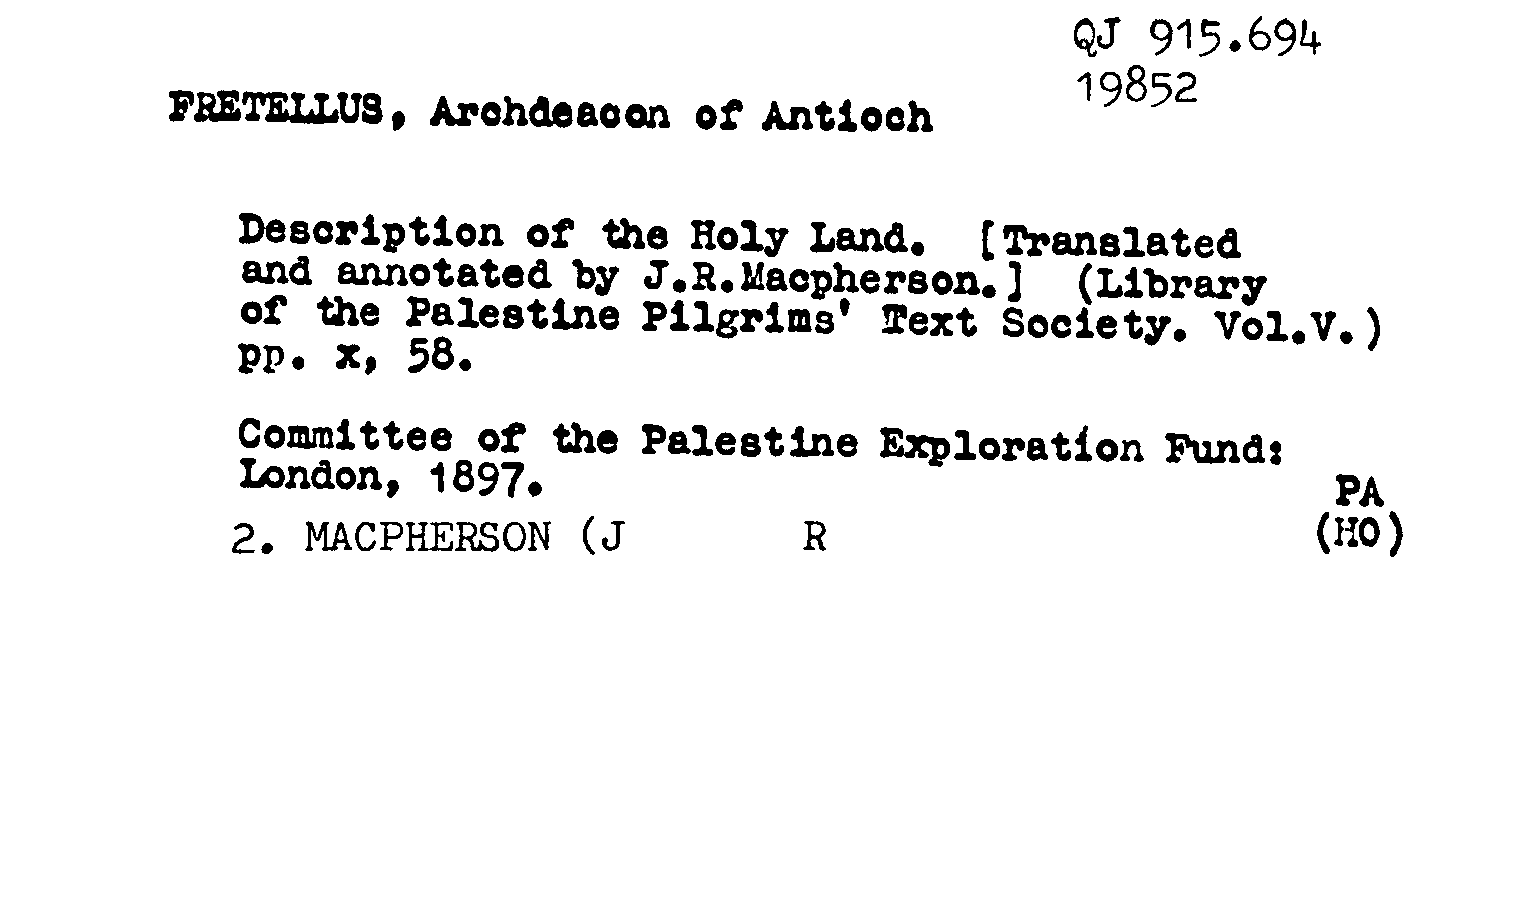 QJ 915.694
19852
FRETELLUS, Archdeacon of Antioch
Description of the Holy Land. [Translated
and annotated by J.R.Macpherson.] (Library
of the Palestine Pilgrims' Text Society. Vol.V.)
pp. x, 58.
Committee of the Palestine Exploration Fund:
London, 1897.
PA
2. MACPHERSON (J R
(HO)